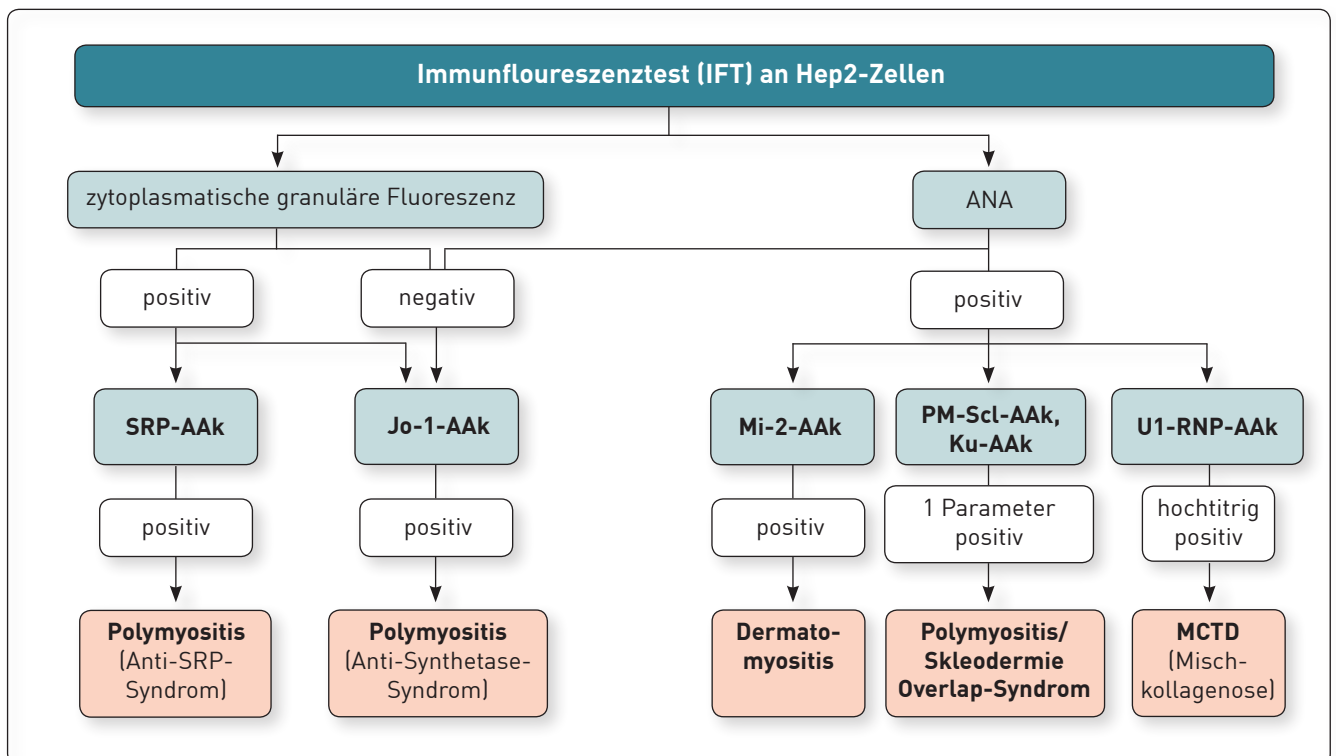 Immunfloureszenztest (IFT) an Hep2-Zellen
zytoplasmatische granuläre Fluoreszenz
ANA
positiv
negativ
positiv
SRP-AAk
Jo-1-AAk
Mi-2-AAk
PM-Scl-AAk,
Ku-AAk
U1-RNP-AAk
positiv
positiv
positiv
1 Parameter
positiv
hochtitrig
positiv
Polymyositis
(Anti-SRP-
Syndrom)
Polymyositis
(Anti-Synthetase-
Syndrom)
Dermato-
myositis
Polymyositis/
Skleodermie
Overlap-Syndrom
MCTD
(Misch-
kollagenose)